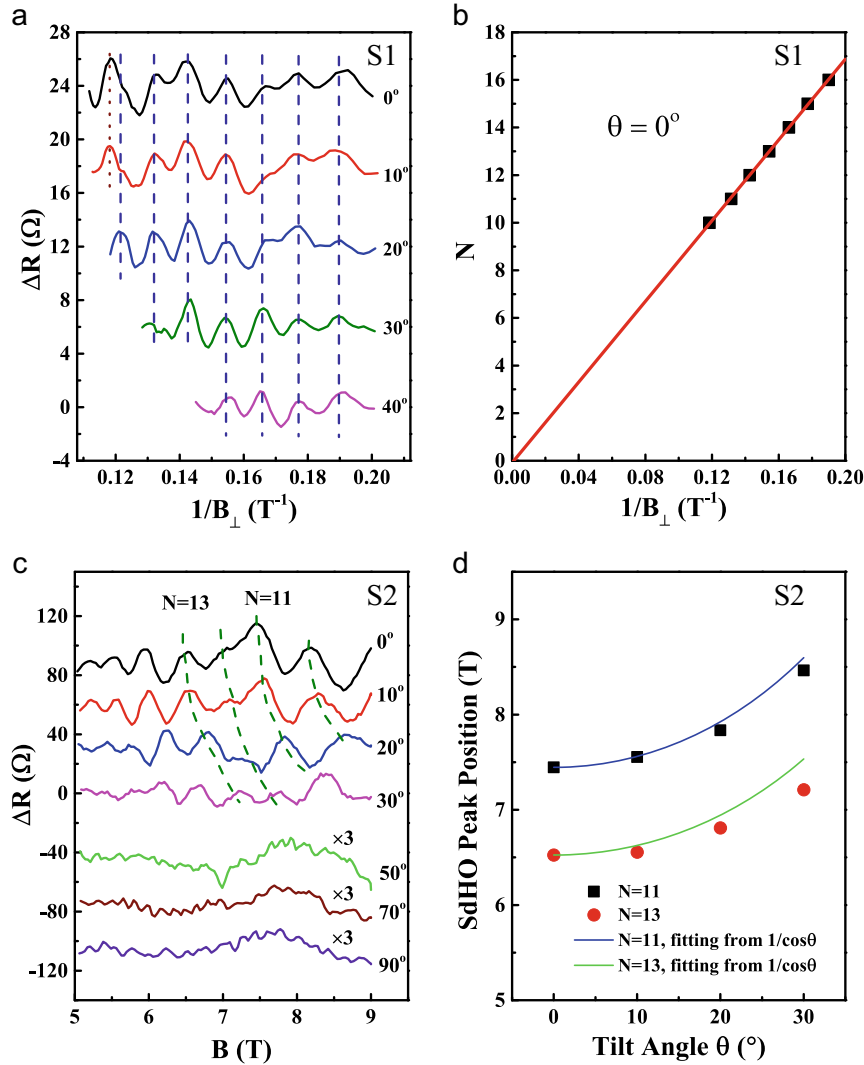 a
S1
28
24
20
16
12
8
4
0
-4
ΔR (Ω)
0°
10°
20°
30°
40°
0.12 0.14 0.16 0.18 0.20
1/B⊥ (T⁻¹)
b
S1
18
16
14
12
10
8
6
4
2
0
N
θ = 0°
0.00 0.04 0.08 0.12 0.16 0.20
1/B⊥ (T⁻¹)
c
S2
120
80
40
0
-40
-80
-120
ΔR (Ω)
N=13
N=11
0°
10°
20°
30°
×3
50°
×3
70°
×3
90°
5 6 7 8 9
B (T)
d
S2
9
8
7
6
5
SdHO Peak Position (T)
N=11
N=13
N=11, fitting from 1/cosθ
N=13, fitting from 1/cosθ
0 10 20 30
Tilt Angle θ (°)